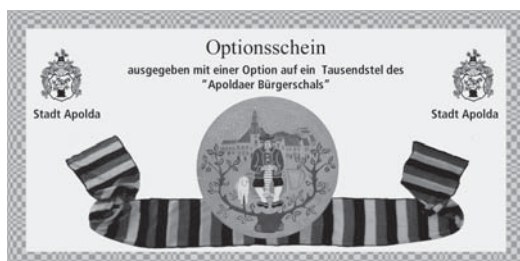 Optionsschein
ausgegeben mit einer Option auf ein Tausendstel des
"Apoldaer Bürgerschals"
Stadt Apolda
Stadt Apolda